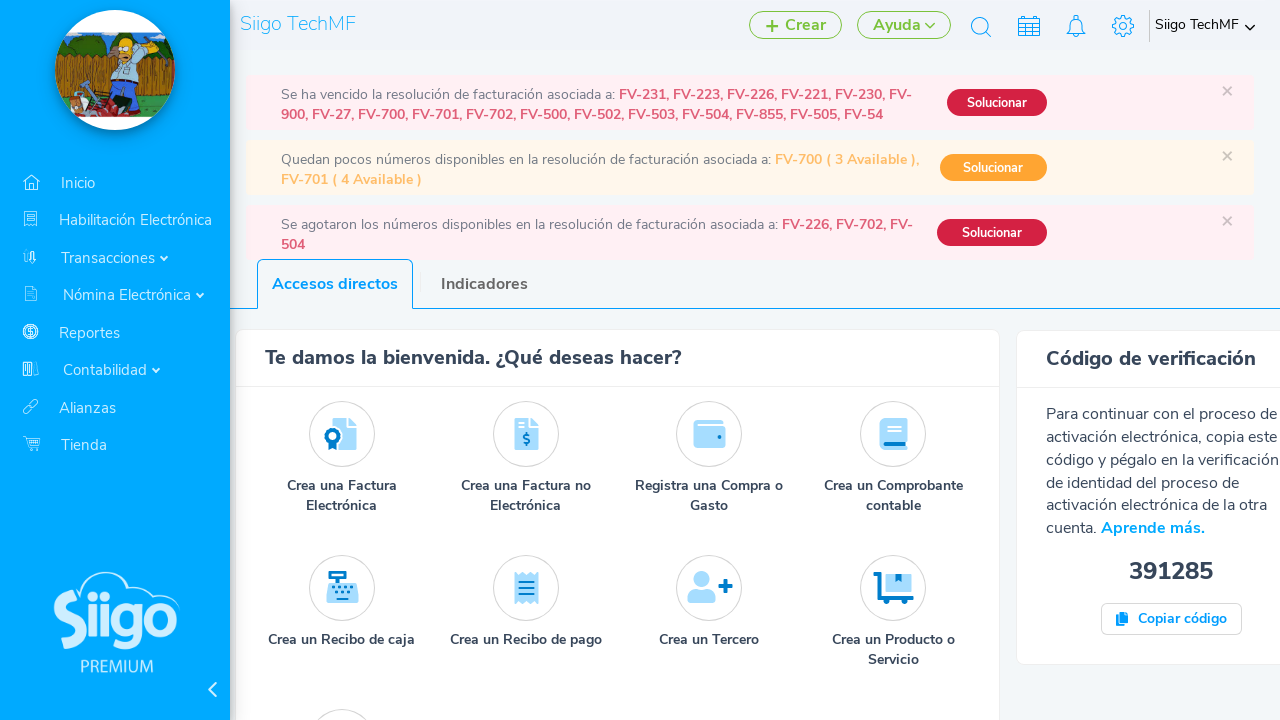 Siigo TechMF
Crear
Ayuda
Siigo TechMF
Inicio
Habilitación Electrónica
Transacciones
Nómina Electrónica
Reportes
Contabilidad
Alianzas
Tienda
Siigo
PREMIUM
Se ha vencido la resolución de facturación asociada a: FV-231, FV-223, FV-226, FV-221, FV-230, FV-
900, FV-27, FV-700, FV-701, FV-702, FV-500, FV-502, FV-503, FV-504, FV-855, FV-505, FV-54
Solucionar
×
Quedan pocos números disponibles en la resolución de facturación asociada a: FV-700 ( 3 Available ),
FV-701 ( 4 Available )
Solucionar
×
Se agotaron los números disponibles en la resolución de facturación asociada a: FV-226, FV-702, FV-
504
Solucionar
×
Accesos directos
Indicadores
Te damos la bienvenida. ¿Qué deseas hacer?
Crea una Factura
Electrónica
Crea una Factura no
Electrónica
Registra una Compra o
Gasto
Crea un Comprobante
contable
Crea un Recibo de caja
Crea un Recibo de pago
Crea un Tercero
Crea un Producto o
Servicio
Código de verificación
Para continuar con el proceso de
activación electrónica, copia este
código y pégalo en la verificación
de identidad del proceso de
activación electrónica de la otra
cuenta. Aprende más.
391285
Copiar código